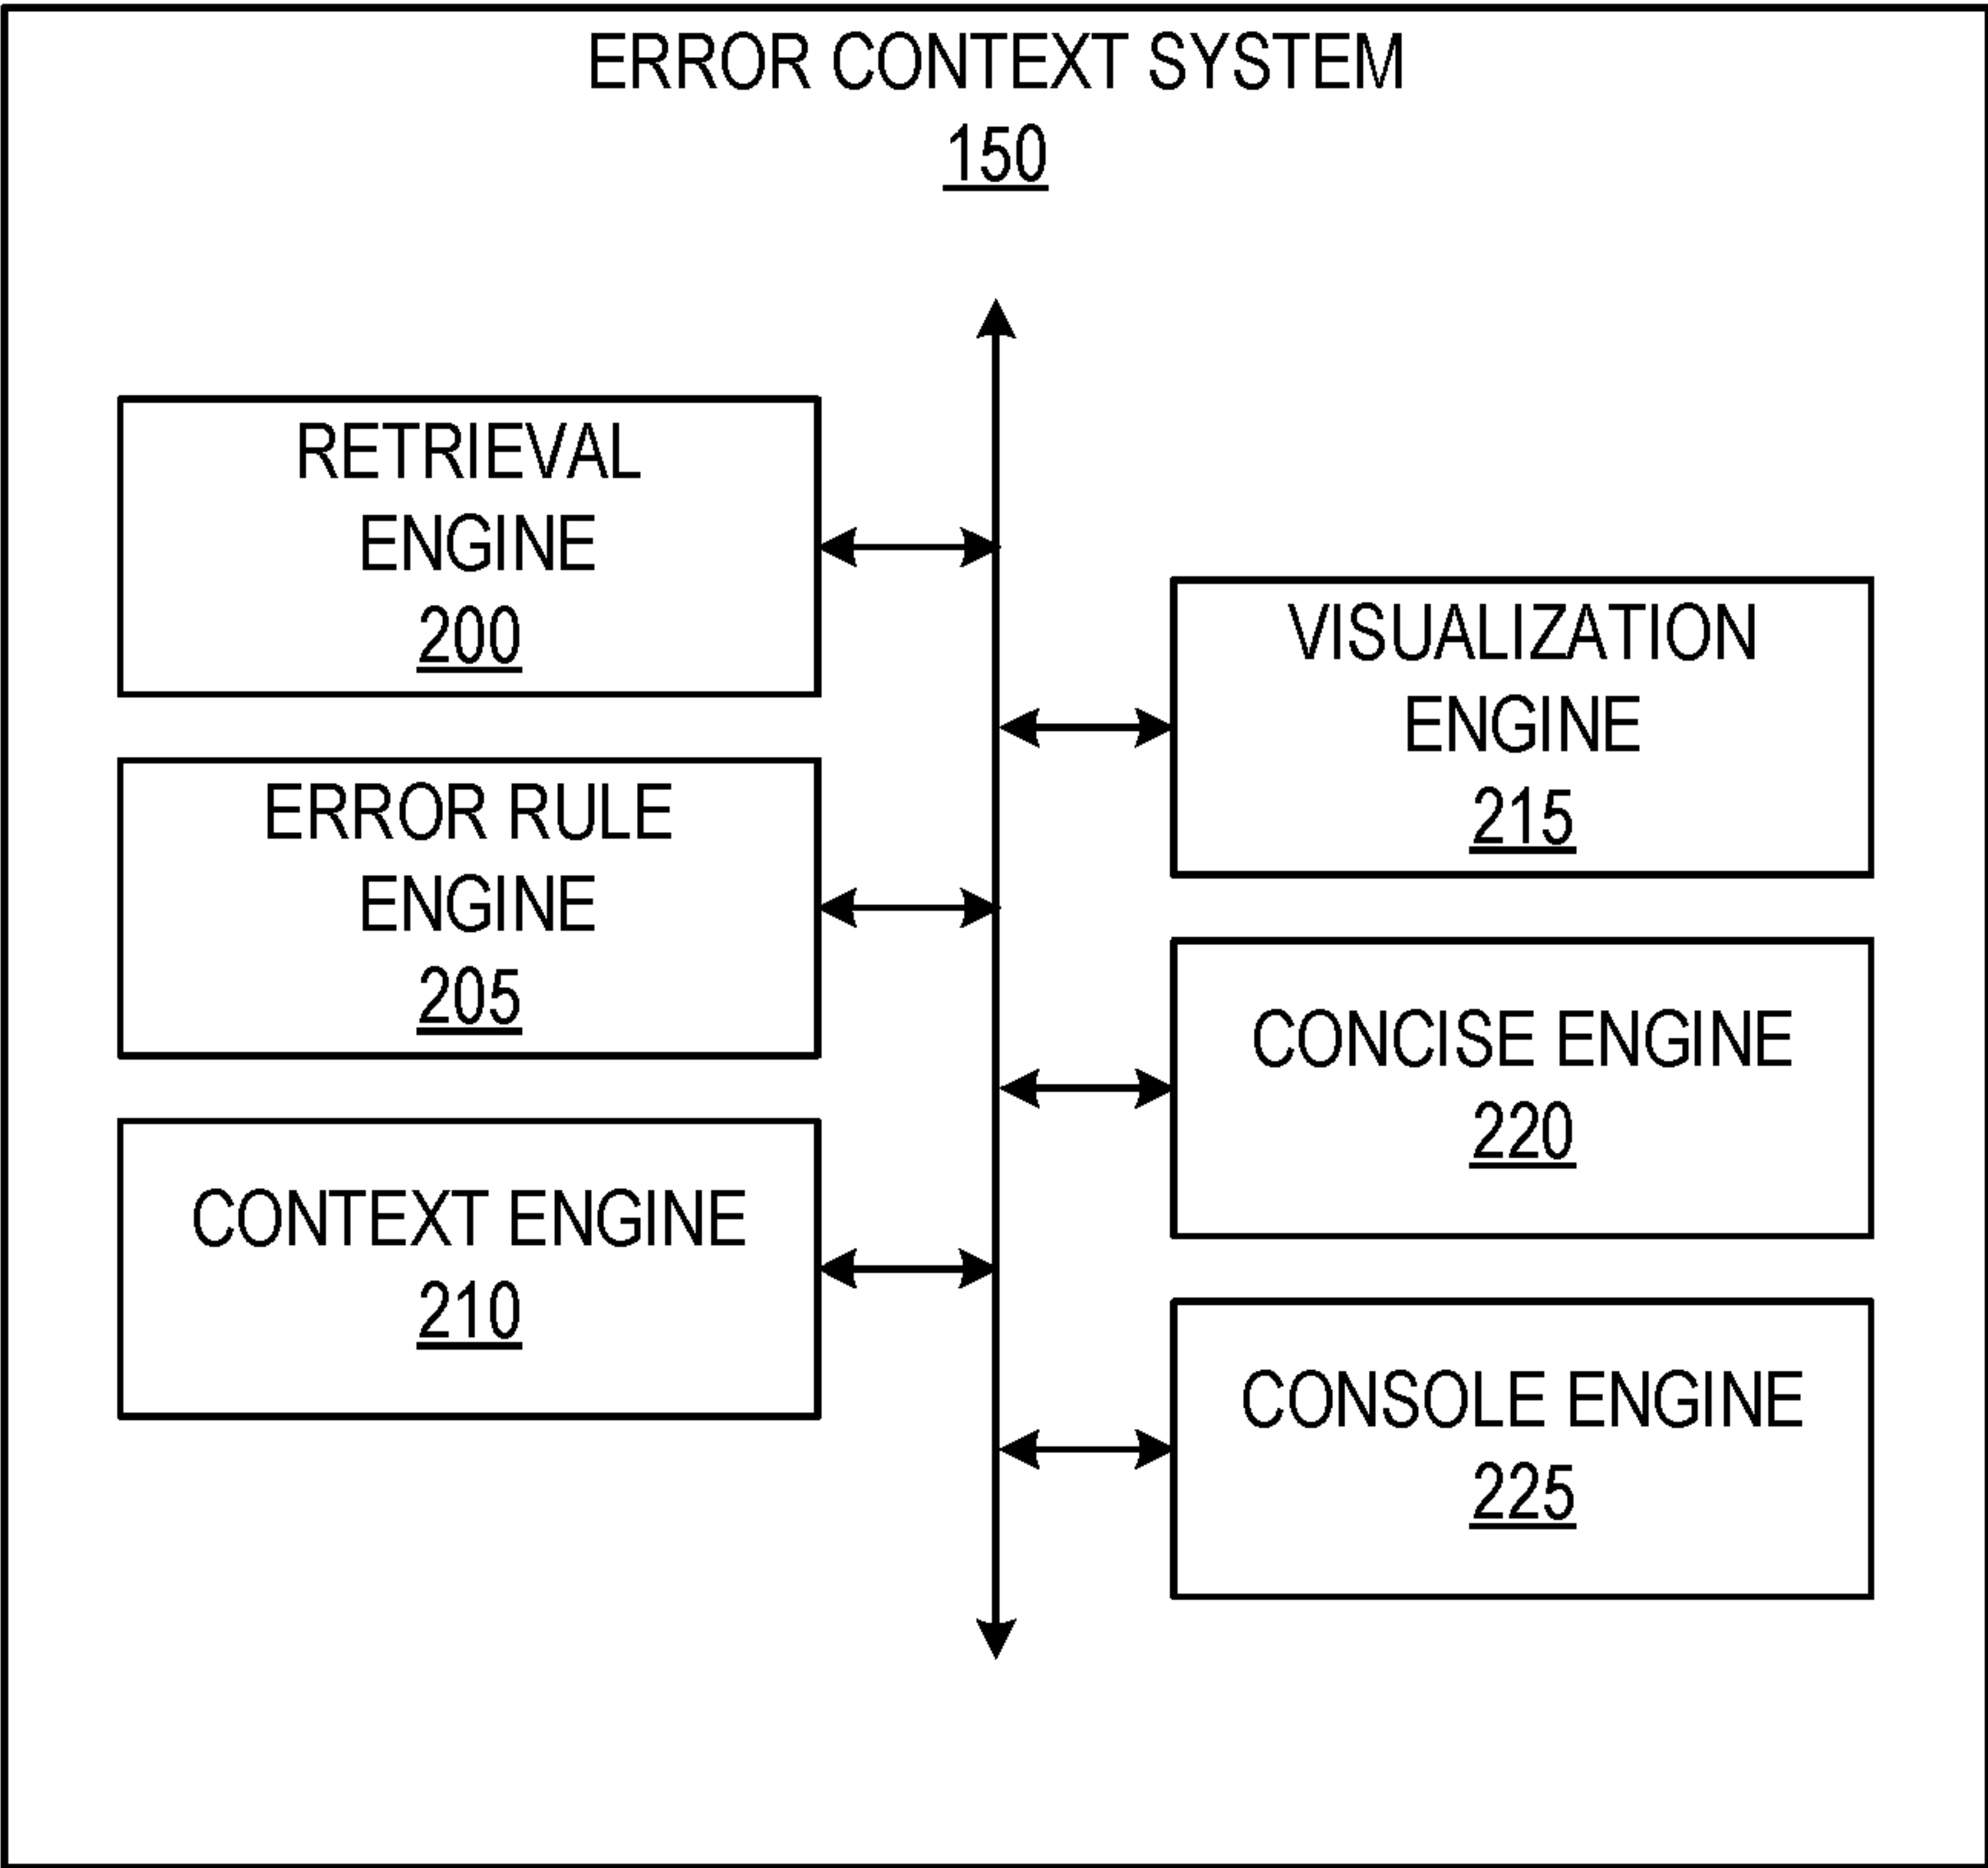 ERROR CONTEXT SYSTEM
150
RETRIEVAL
ENGINE
200
ERROR RULE
ENGINE
205
CONTEXT ENGINE
210
VISUALIZATION
ENGINE
215
CONCISE ENGINE
220
CONSOLE ENGINE
225